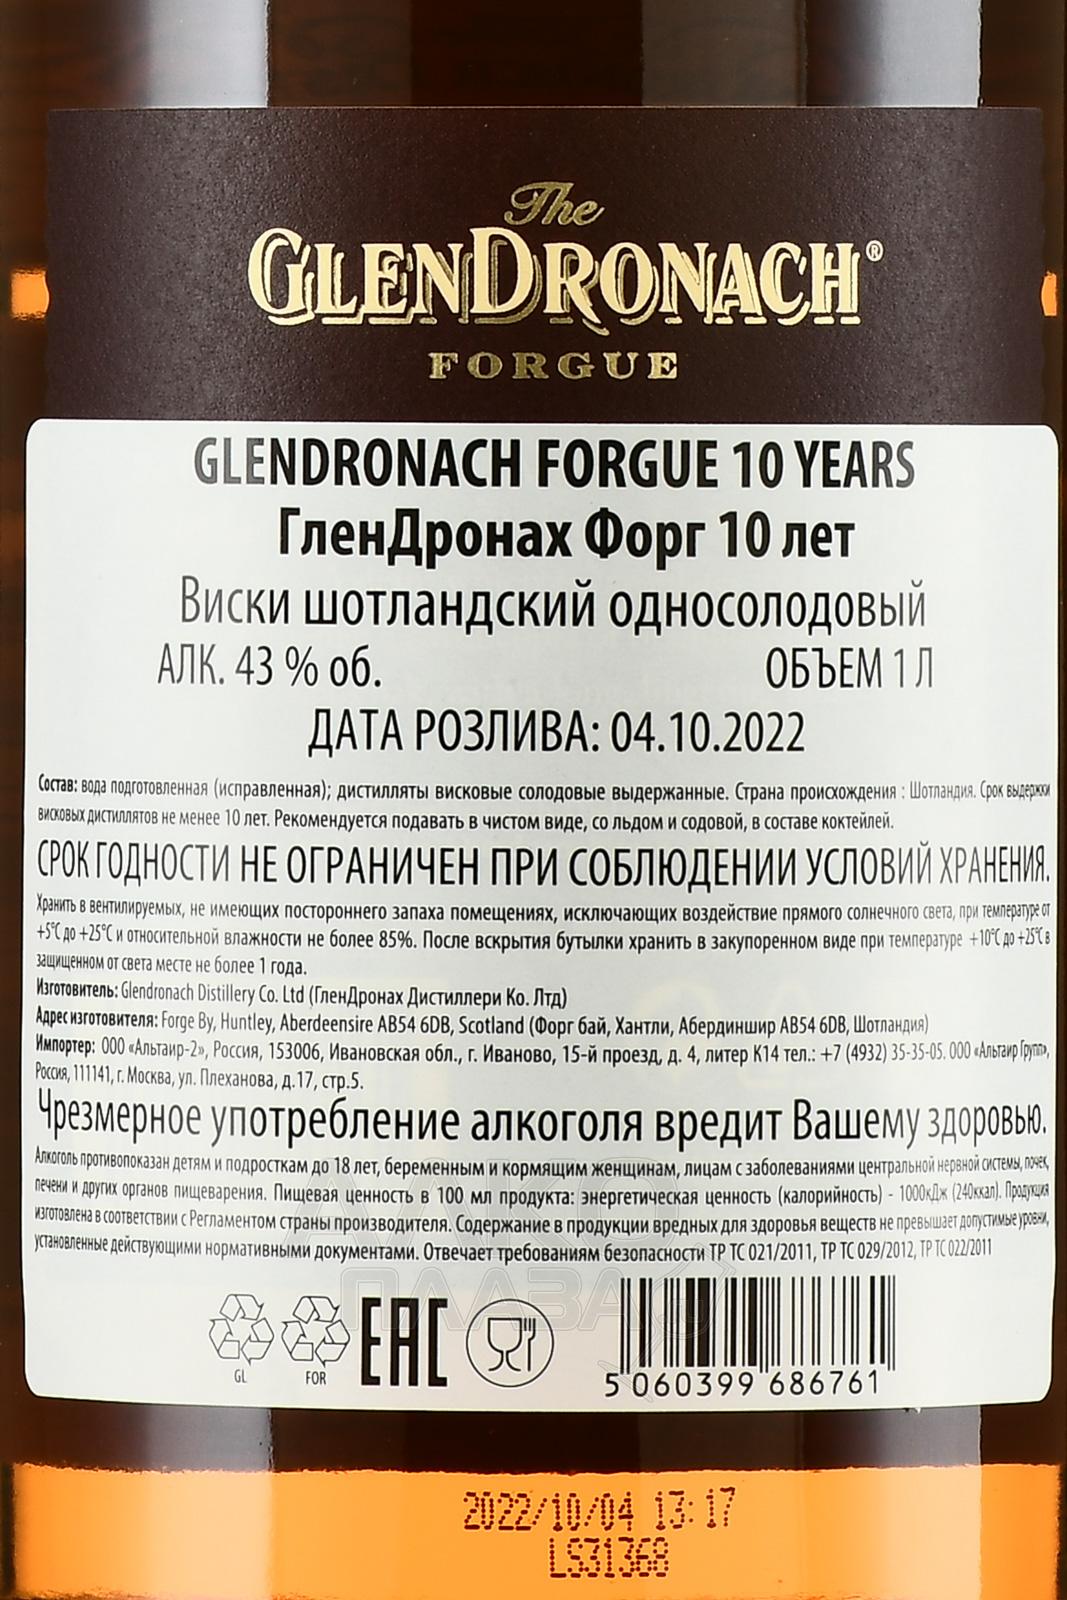 The
GLENDRONACH®
FORGUE
GLENDRONACH FORGUE 10 YEARS
ГленДронах Форг 10 лет
Виски шотландский односолодовый
АЛК. 43 % об. ОБЪЕМ 1 Л
ДАТА РОЗЛИВА: 04.10.2022
Состав: вода подготовленная (исправленная); дистилляты висковые солодовые выдержанные. Страна происхождения : Шотландия. Срок выдержки
висковых дистиллятов не менее 10 лет. Рекомендуется подавать в чистом виде, со льдом и содовой, в составе коктейлей.
СРОК ГОДНОСТИ НЕ ОГРАНИЧЕН ПРИ СОБЛЮДЕНИИ УСЛОВИЙ ХРАНЕНИЯ.
Хранить в вентилируемых, не имеющих постороннего запаха помещениях, исключающих воздействие прямого солнечного света, при температуре от
+5°С до +25°С и относительной влажности не более 85%. После вскрытия бутылки хранить в закупоренном виде при температуре +10°С до +25°С в
защищенном от света месте не более 1 года.
Изготовитель: Glendronach Distillery Co. Ltd (ГленДронах Дистиллери Ко. Лтд)
Адрес изготовителя: Forge By, Huntley, Aberdeensire AB54 6DB, Scotland (Форг бай, Хантли, Абердиншир AB54 6DB, Шотландия)
Импортер: ООО «Альтаир-2», Россия, 153006, Ивановская обл., г. Иваново, 15-й проезд, д. 4, литер К14 тел.: +7 (4932) 35-35-05. ООО «Альтаир Групп»,
Россия, 111141, г. Москва, ул. Плеханова, д.17, стр.5.
Чрезмерное употребление алкоголя вредит Вашему здоровью.
Алкоголь противопоказан детям и подросткам до 18 лет, беременным и кормящим женщинам, лицам с заболеваниями центральной нервной системы, почек,
печени и других органов пищеварения. Пищевая ценность в 100 мл продукта: энергетическая ценность (калорийность) - 1000кДж (240ккал). Продукция
изготовлена в соответствии с Регламентом страны производителя. Содержание в продукции вредных для здоровья веществ не превышает допустимые уровни,
установленные действующими нормативными документами. Отвечает требованиям безопасности ТР ТС 021/2011, ТР ТС 029/2012, ТР ТС 022/2011
АЛКО
ПЛАЗА
GL FOR EAC
5 060399 686761
2022/10/04 13:17
LS31368